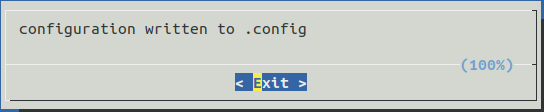 configuration written to .config
(100%)
< Exit >